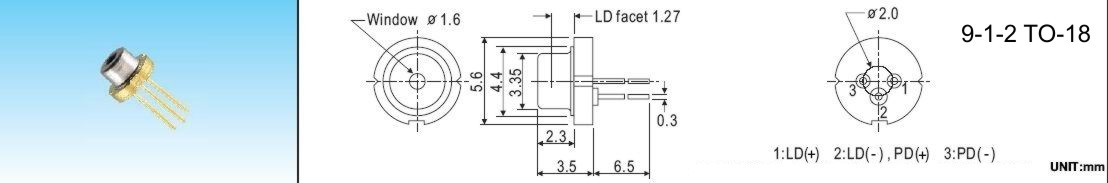 Window ø 1.6
LD facet 1.27
5.6
4.4
3.35
2.3
3.5
6.5
0.3
ø 2.0
3
1
2
9-1-2 TO-18
1:LD(+) 2:LD(-),PD(+) 3:PD(-)
UNIT:mm